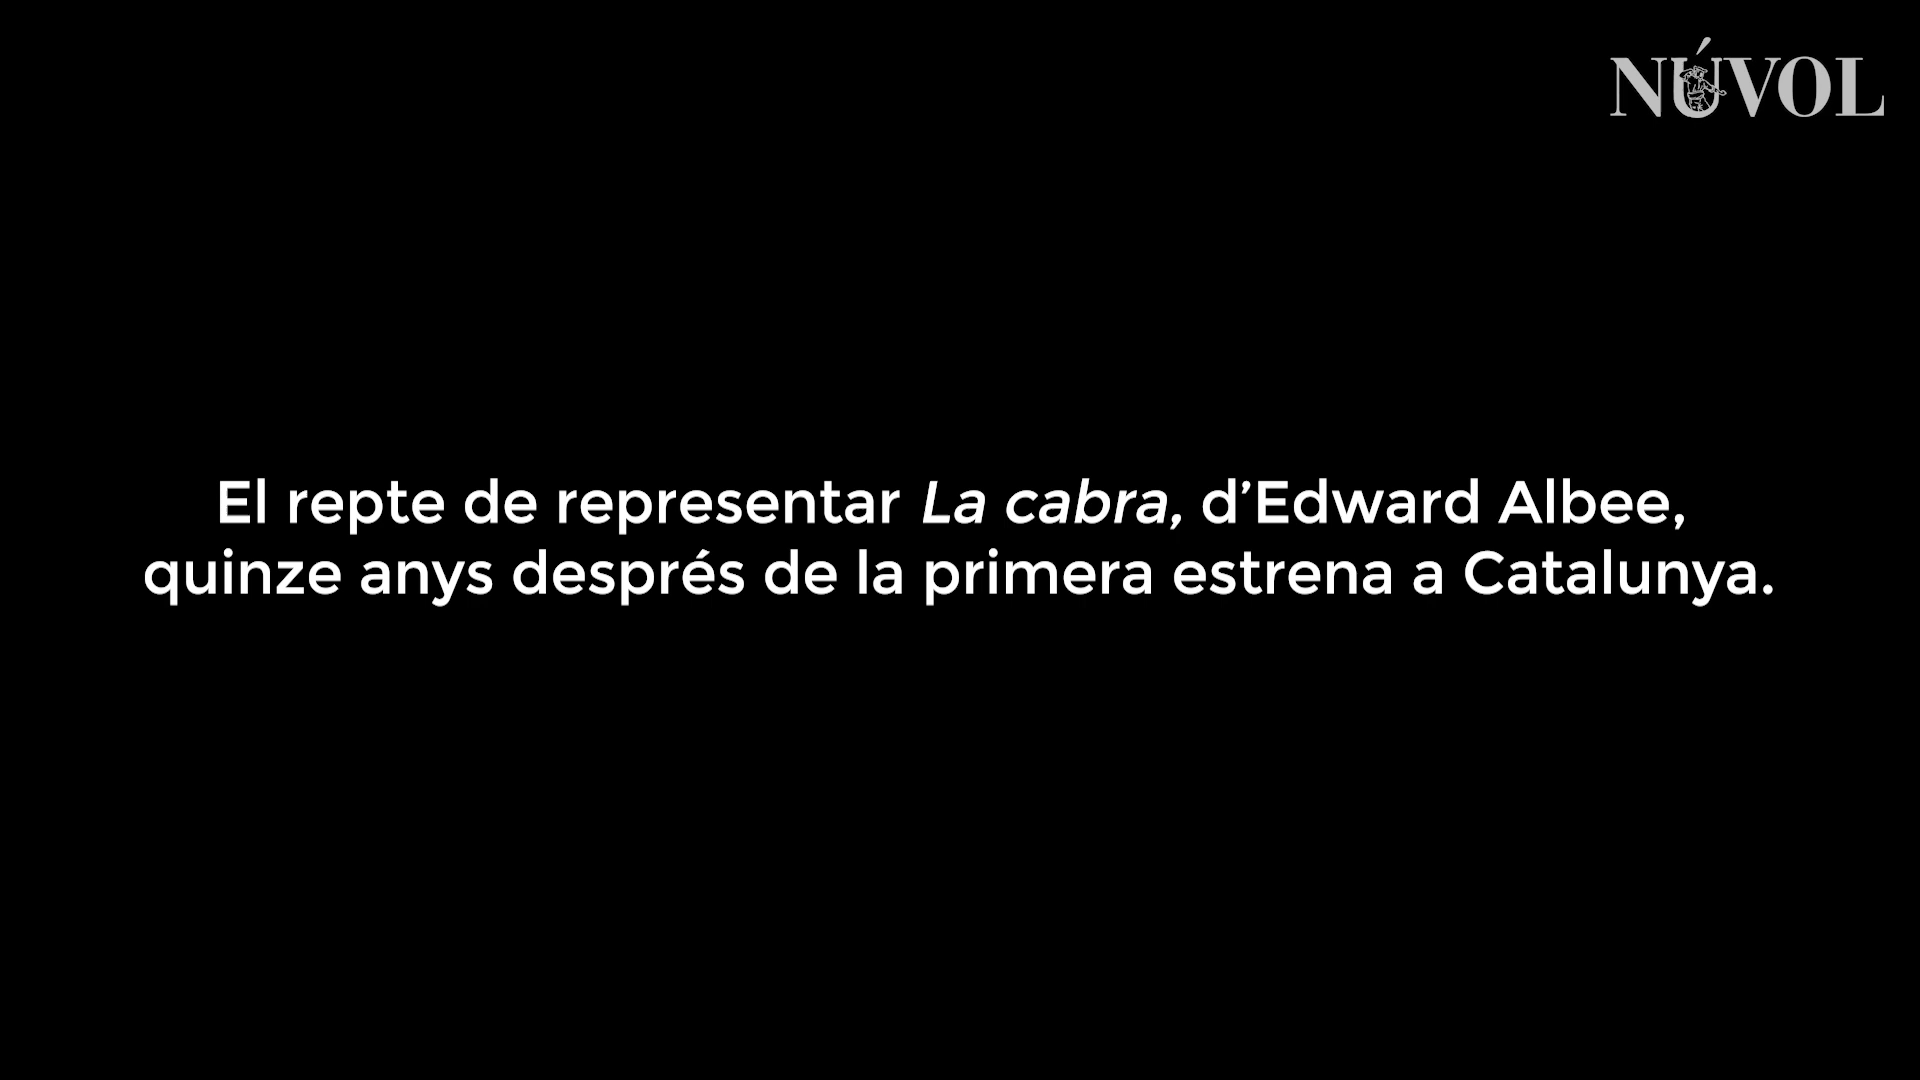 NÚVOL
El repte de representar La cabra, d’Edward Albee,
quinze anys després de la primera estrena a Catalunya.